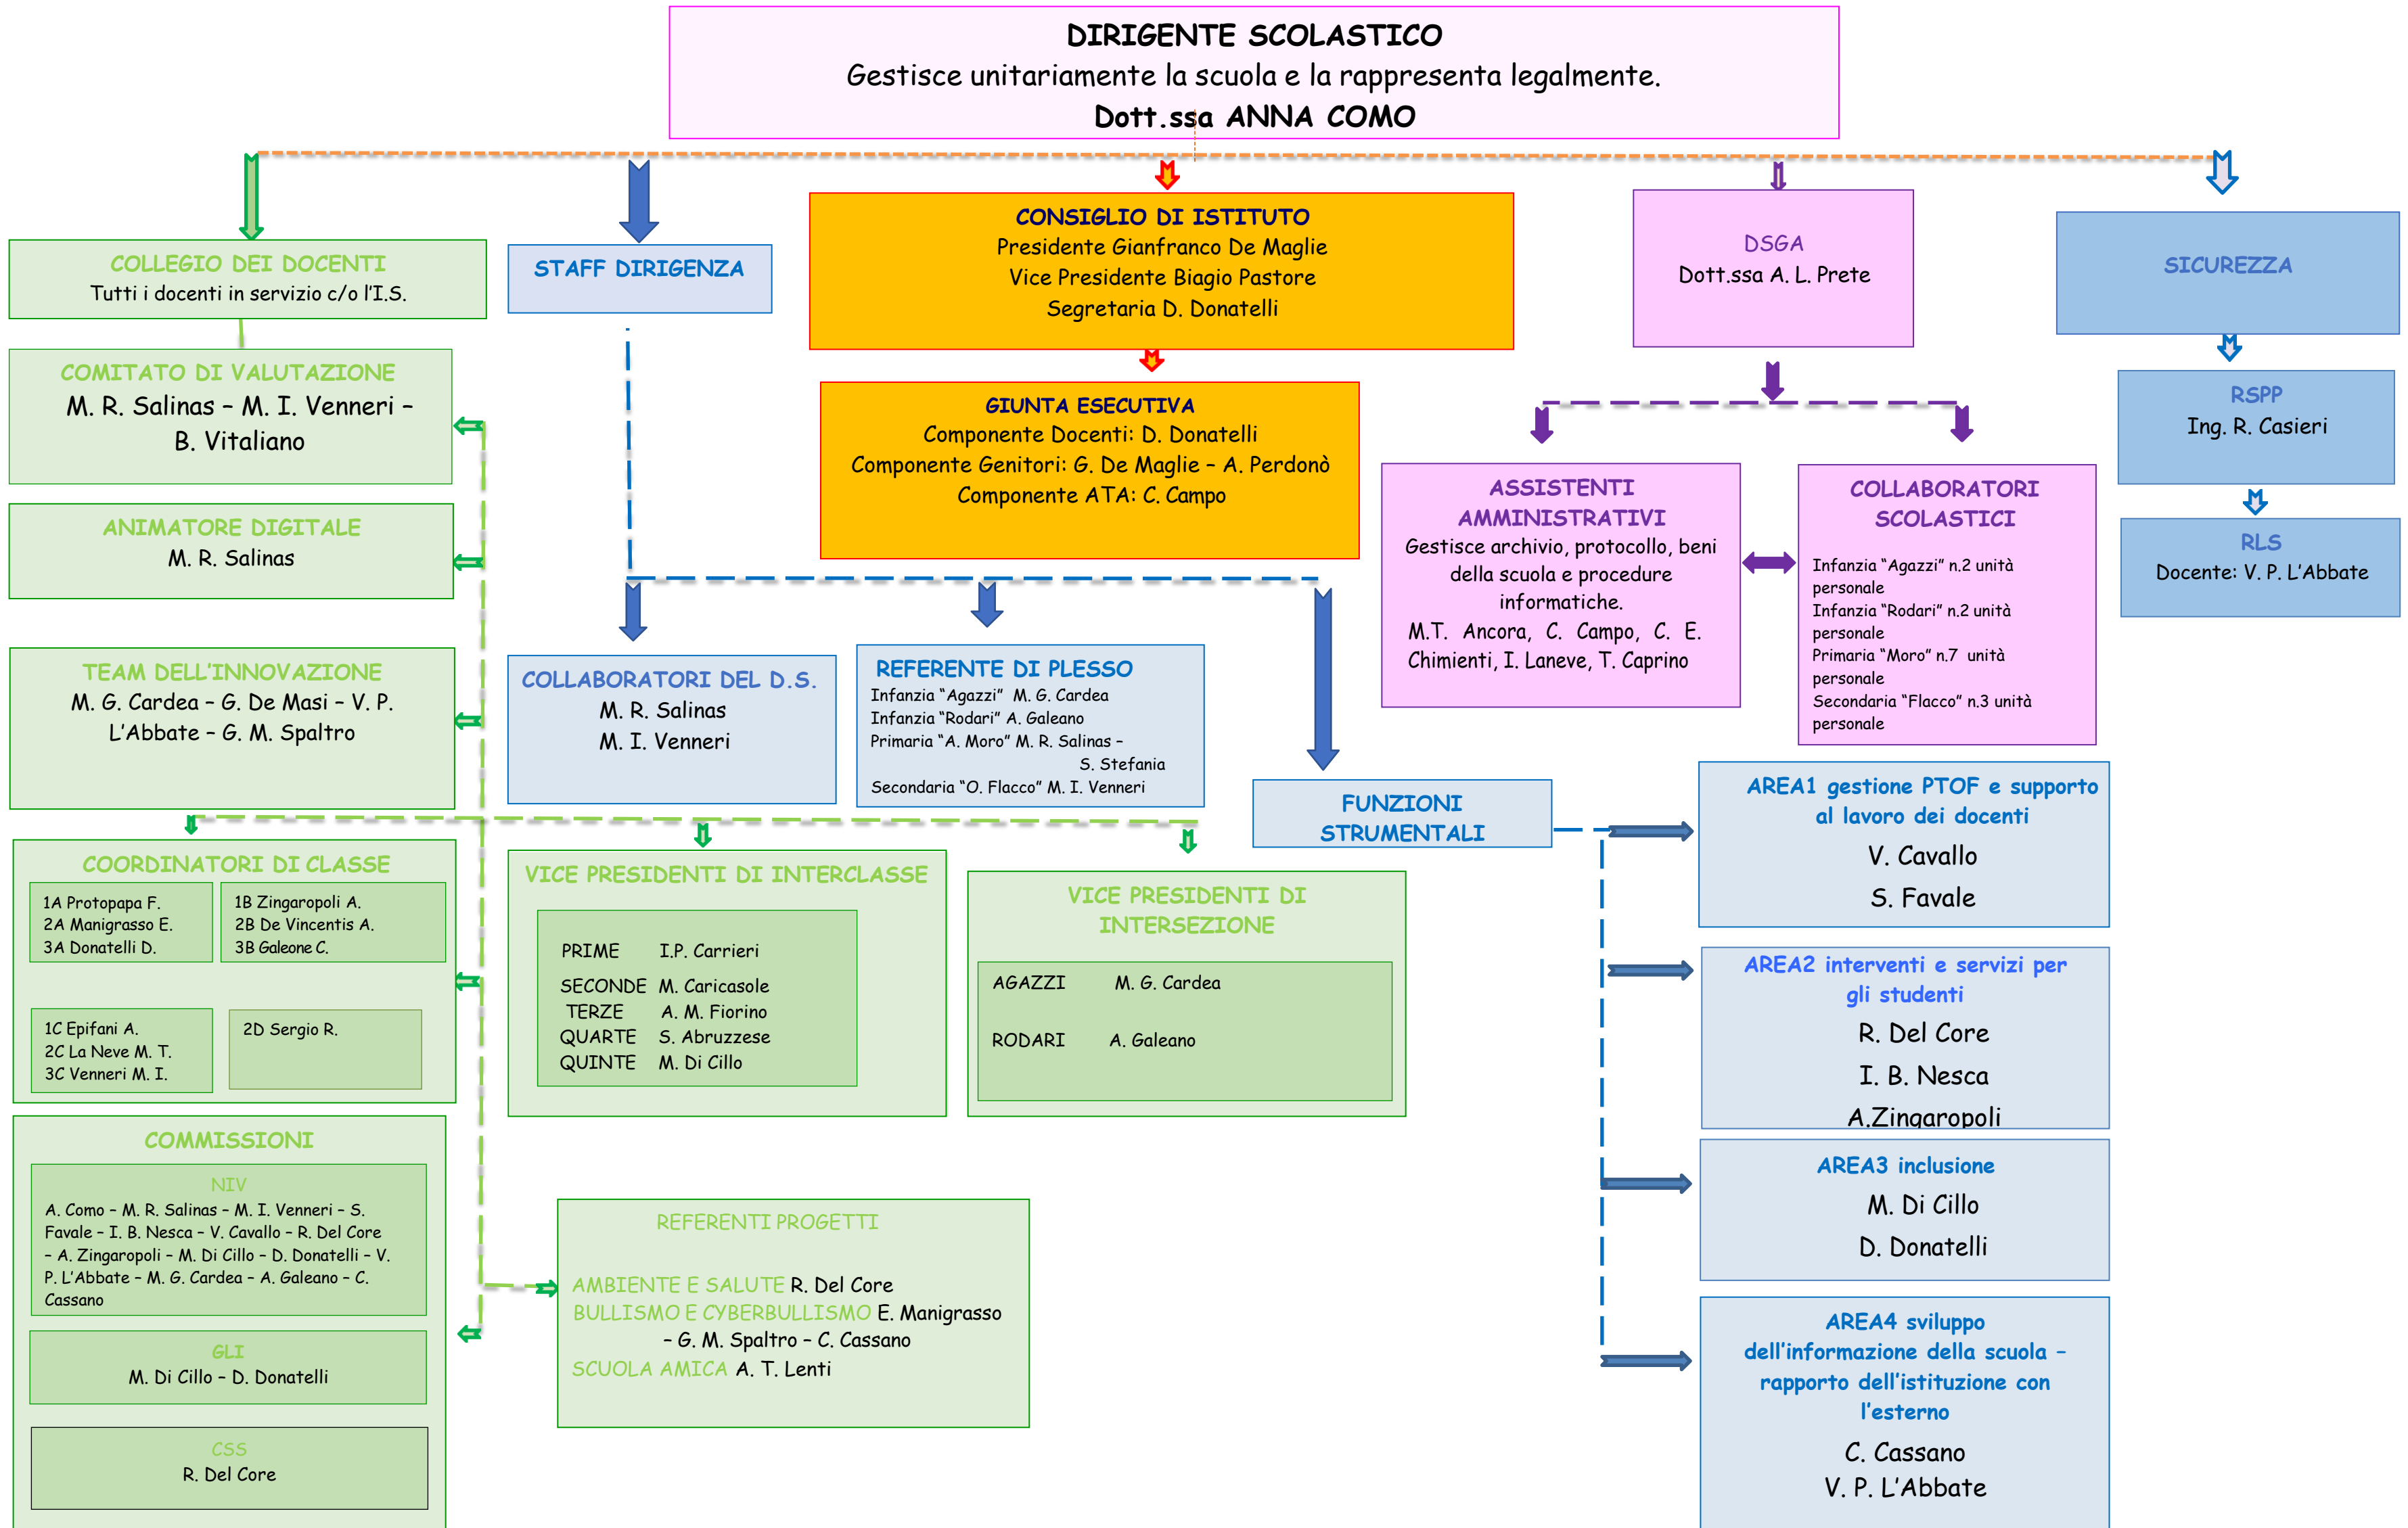 DIRIGENTE SCOLASTICO
Gestisce unitariamente la scuola e la rappresenta legalmente.
Dott.ssa ANNA COMO
COLLEGIO DEI DOCENTI
Tutti i docenti in servizio c/o l'I.S.
STAFF DIRIGENZA
CONSIGLIO DI ISTITUTO
Presidente Gianfranco De Maglie
Vice Presidente Biagio Pastore
Segretaria D. Donatelli
DSGA
Dott.ssa A. L. Prete
SICUREZZA
COMITATO DI VALUTAZIONE
M. R. Salinas – M. I. Venneri –
B. Vitaliano
GIUNTA ESECUTIVA
Componente Docenti: D. Donatelli
Componente Genitori: G. De Maglie – A. Perdonò
Componente ATA: C. Campo
RSPP
Ing. R. Casieri
ANIMATORE DIGITALE
M. R. Salinas
ASSISTENTI
AMMINISTRATIVI
Gestisce archivio, protocollo, beni
della scuola e procedure
informatiche.
M.T. Ancora, C. Campo, C. E.
Chimienti, I. Laneve, T. Caprino
COLLABORATORI
SCOLASTICI
Infanzia "Agazzi" n.2 unità
personale
Infanzia "Rodari" n.2 unità
personale
Primaria "Moro" n.7 unità
personale
Secondaria "Flacco" n.3 unità
personale
RLS
Docente: V. P. L'Abbate
TEAM DELL'INNOVAZIONE
M. G. Cardea – G. De Masi – V. P.
L'Abbate – G. M. Spaltro
COLLABORATORI DEL D.S.
M. R. Salinas
M. I. Venneri
REFERENTE DI PLESSO
Infanzia "Agazzi" M. G. Cardea
Infanzia "Rodari" A. Galeano
Primaria "A. Moro" M. R. Salinas –
S. Stefania
Secondaria "O. Flacco" M. I. Venneri
FUNZIONI
STRUMENTALI
AREA1 gestione PTOF e supporto
al lavoro dei docenti
V. Cavallo
S. Favale
COORDINATORI DI CLASSE
1A Protopapa F.
2A Manigrasso E.
3A Donatelli D.
1B Zingaropoli A.
2B De Vincentis A.
3B Galeone C.
1C Epifani A.
2C La Neve M. T.
3C Venneri M. I.
2D Sergio R.
VICE PRESIDENTI DI INTERCLASSE
PRIME I.P. Carrieri
SECONDE M. Caricasole
TERZE A. M. Fiorino
QUARTE S. Abruzzese
QUINTE M. Di Cillo
VICE PRESIDENTI DI
INTERSEZIONE
AGAZZI M. G. Cardea
RODARI A. Galeano
AREA2 interventi e servizi per
gli studenti
R. Del Core
I. B. Nesca
A.Zingaropoli
COMMISSIONI
NIV
A. Como – M. R. Salinas – M. I. Venneri – S.
Favale – I. B. Nesca – V. Cavallo – R. Del Core
– A. Zingaropoli – M. Di Cillo – D. Donatelli – V.
P. L'Abbate – M. G. Cardea – A. Galeano – C.
Cassano
GLI
M. Di Cillo – D. Donatelli
CSS
R. Del Core
REFERENTI PROGETTI
AMBIENTE E SALUTE R. Del Core
BULLISMO E CYBERBULLISMO E. Manigrasso
– G. M. Spaltro – C. Cassano
SCUOLA AMICA A. T. Lenti
AREA3 inclusione
M. Di Cillo
D. Donatelli
AREA4 sviluppo
dell'informazione della scuola –
rapporto dell'istituzione con
l'esterno
C. Cassano
V. P. L'Abbate